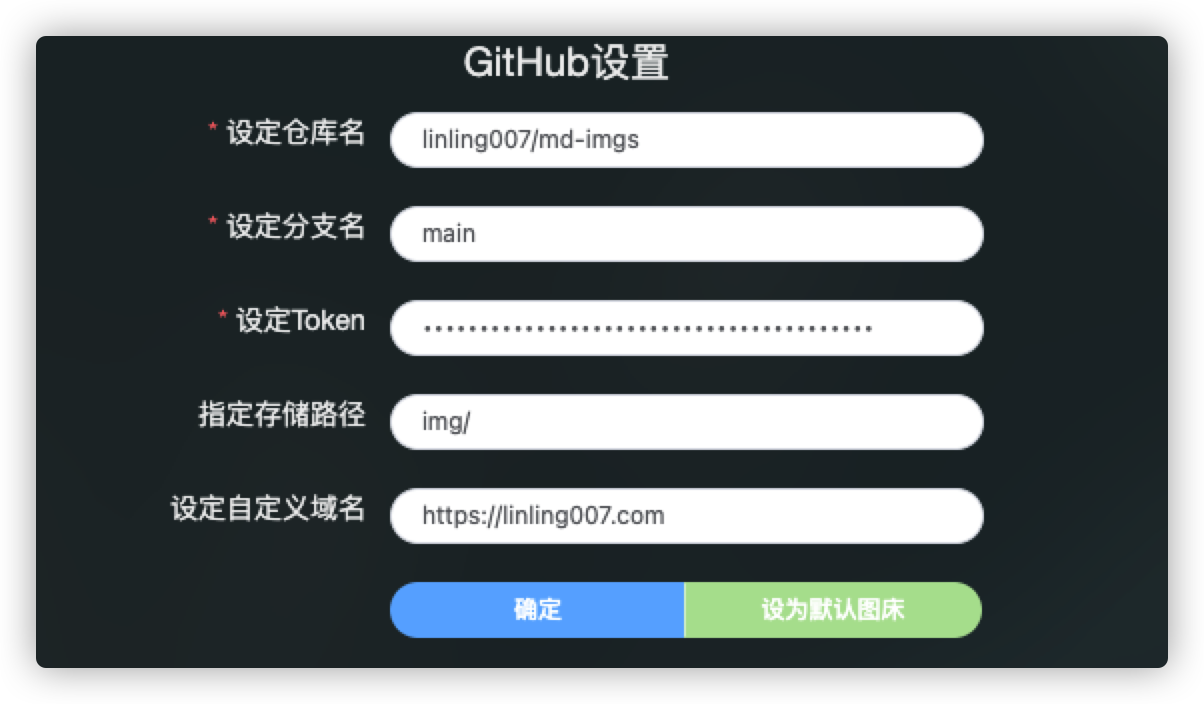 GitHub设置
* 设定仓库名 linling007/md-imgs
* 设定分支名 main
* 设定Token ••••••••••••••••••••••••••••••••••••••••
指定存储路径 img/
设定自定义域名 https://linling007.com
确定 设为默认图床